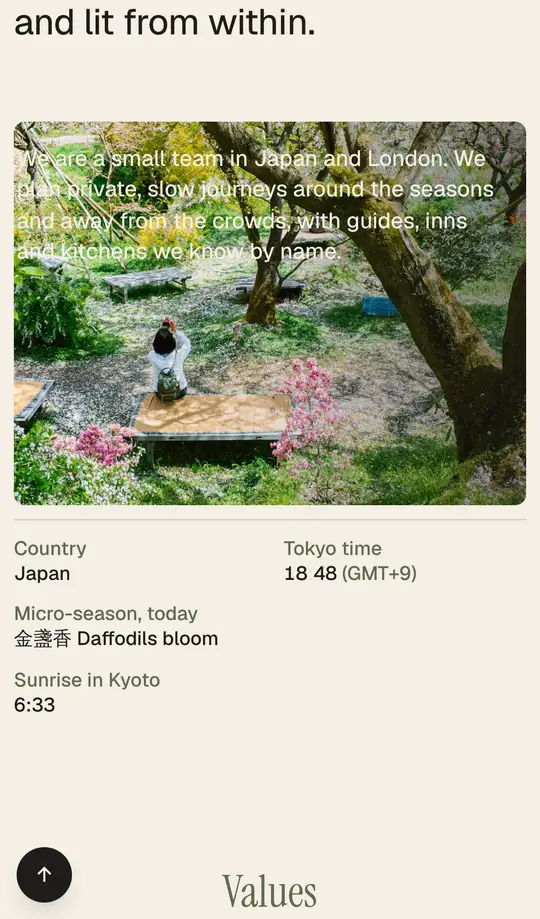 and lit from within.
We are a small team in Japan and London. We
plan private, slow journeys around the seasons
and away from the crowds, with guides, inns
and kitchens we know by name.
Country
Japan
Tokyo time
18 48 (GMT+9)
Micro-season, today
金盞香 Daffodils bloom
Sunrise in Kyoto
6:33
Values